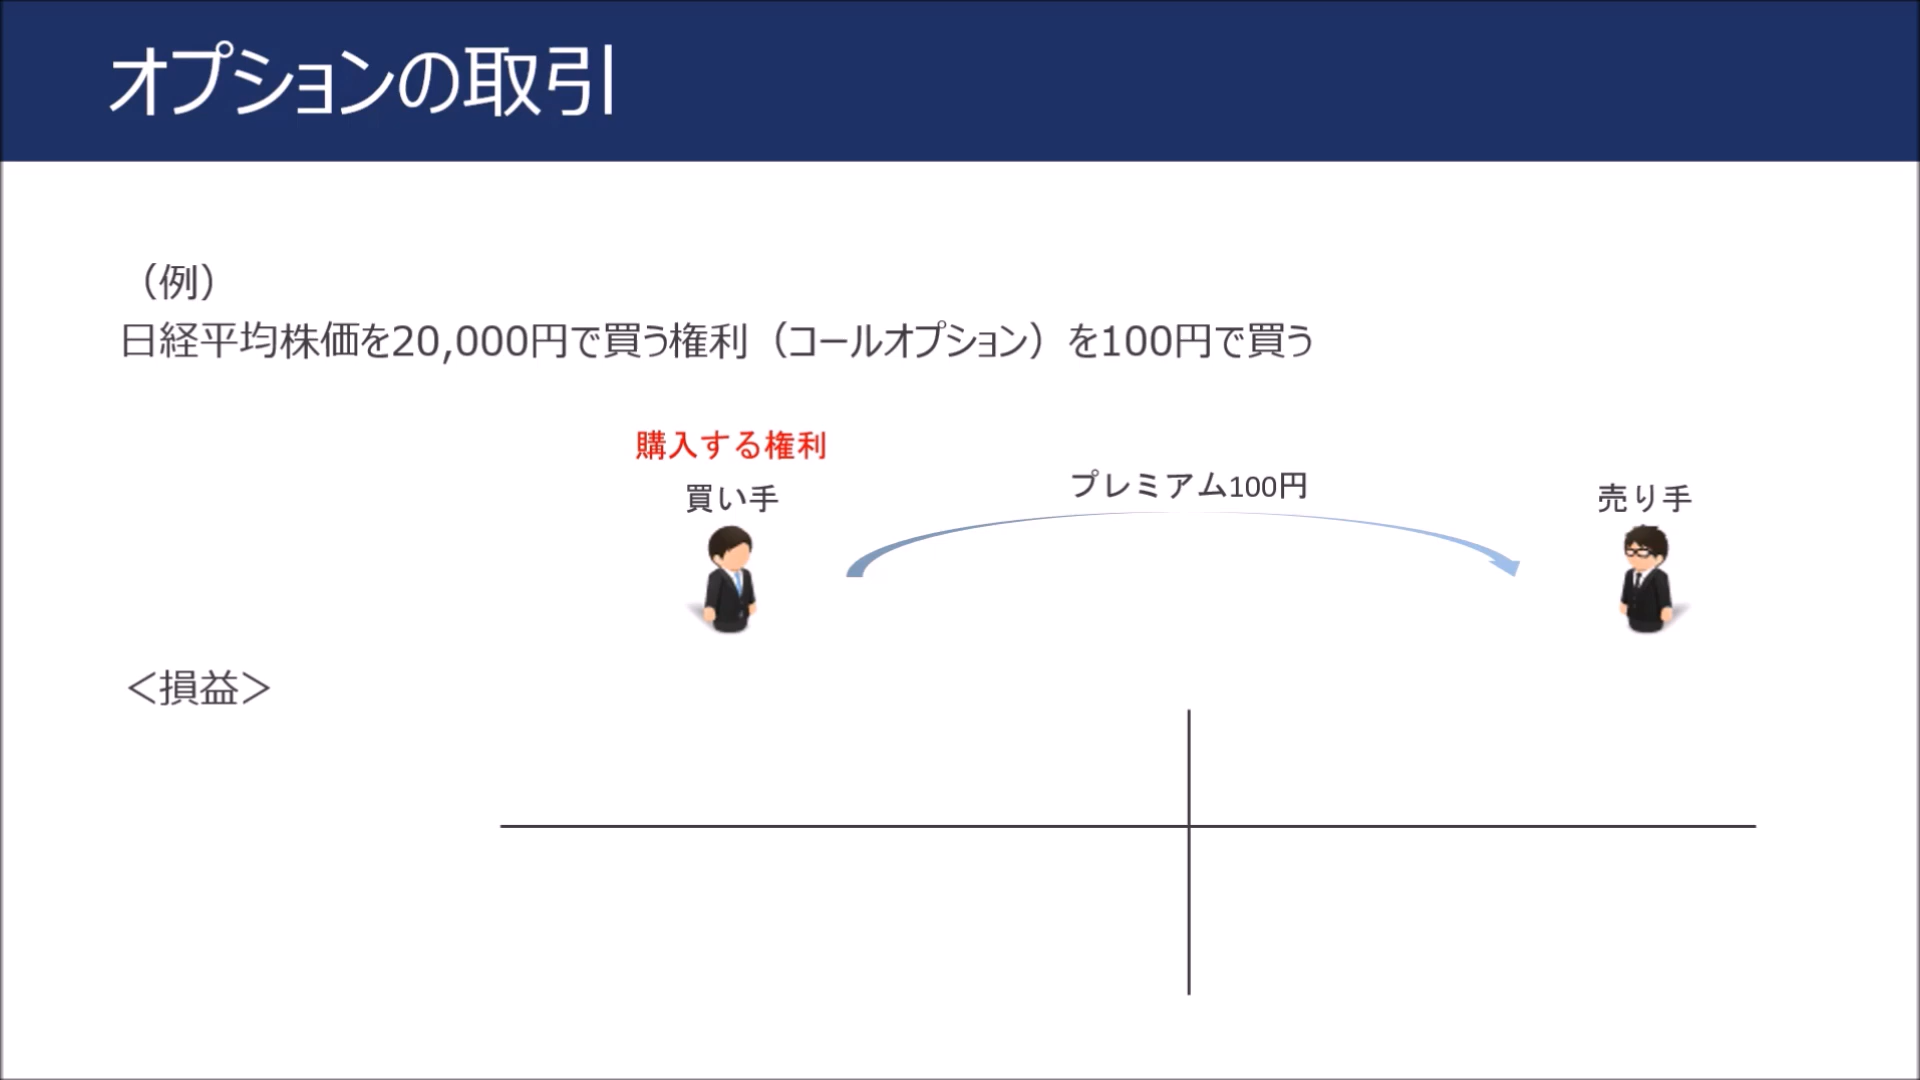 オプションの取引
（例）
日経平均株価を20,000円で買う権利（コールオプション）を100円で買う
購入する権利
買い手
プレミアム100円
売り手
＜損益＞